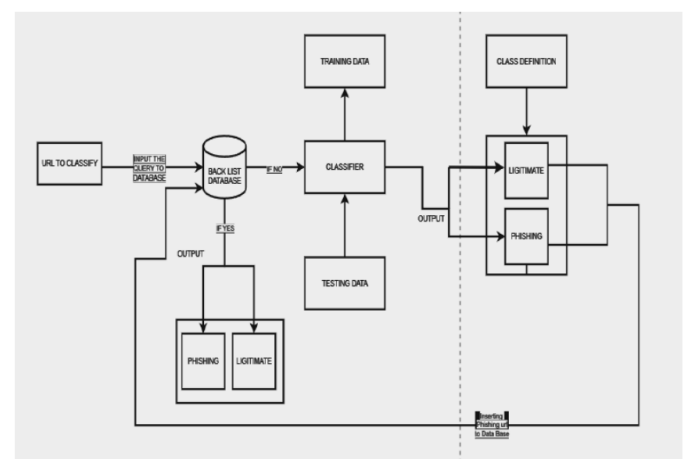 TRAINING DATA
CLASS DEFINITION
URL TO CLASSIFY
INPUT THE
QUERY TO
DATABASE
BACK LIST
DATABASE
IF NO
CLASSIFIER
LIGITIMATE
OUTPUT
PHISHING
IF YES
OUTPUT
TESTING DATA
PHISHING
LIGITIMATE
Inserting
Phishing url
to Data Base